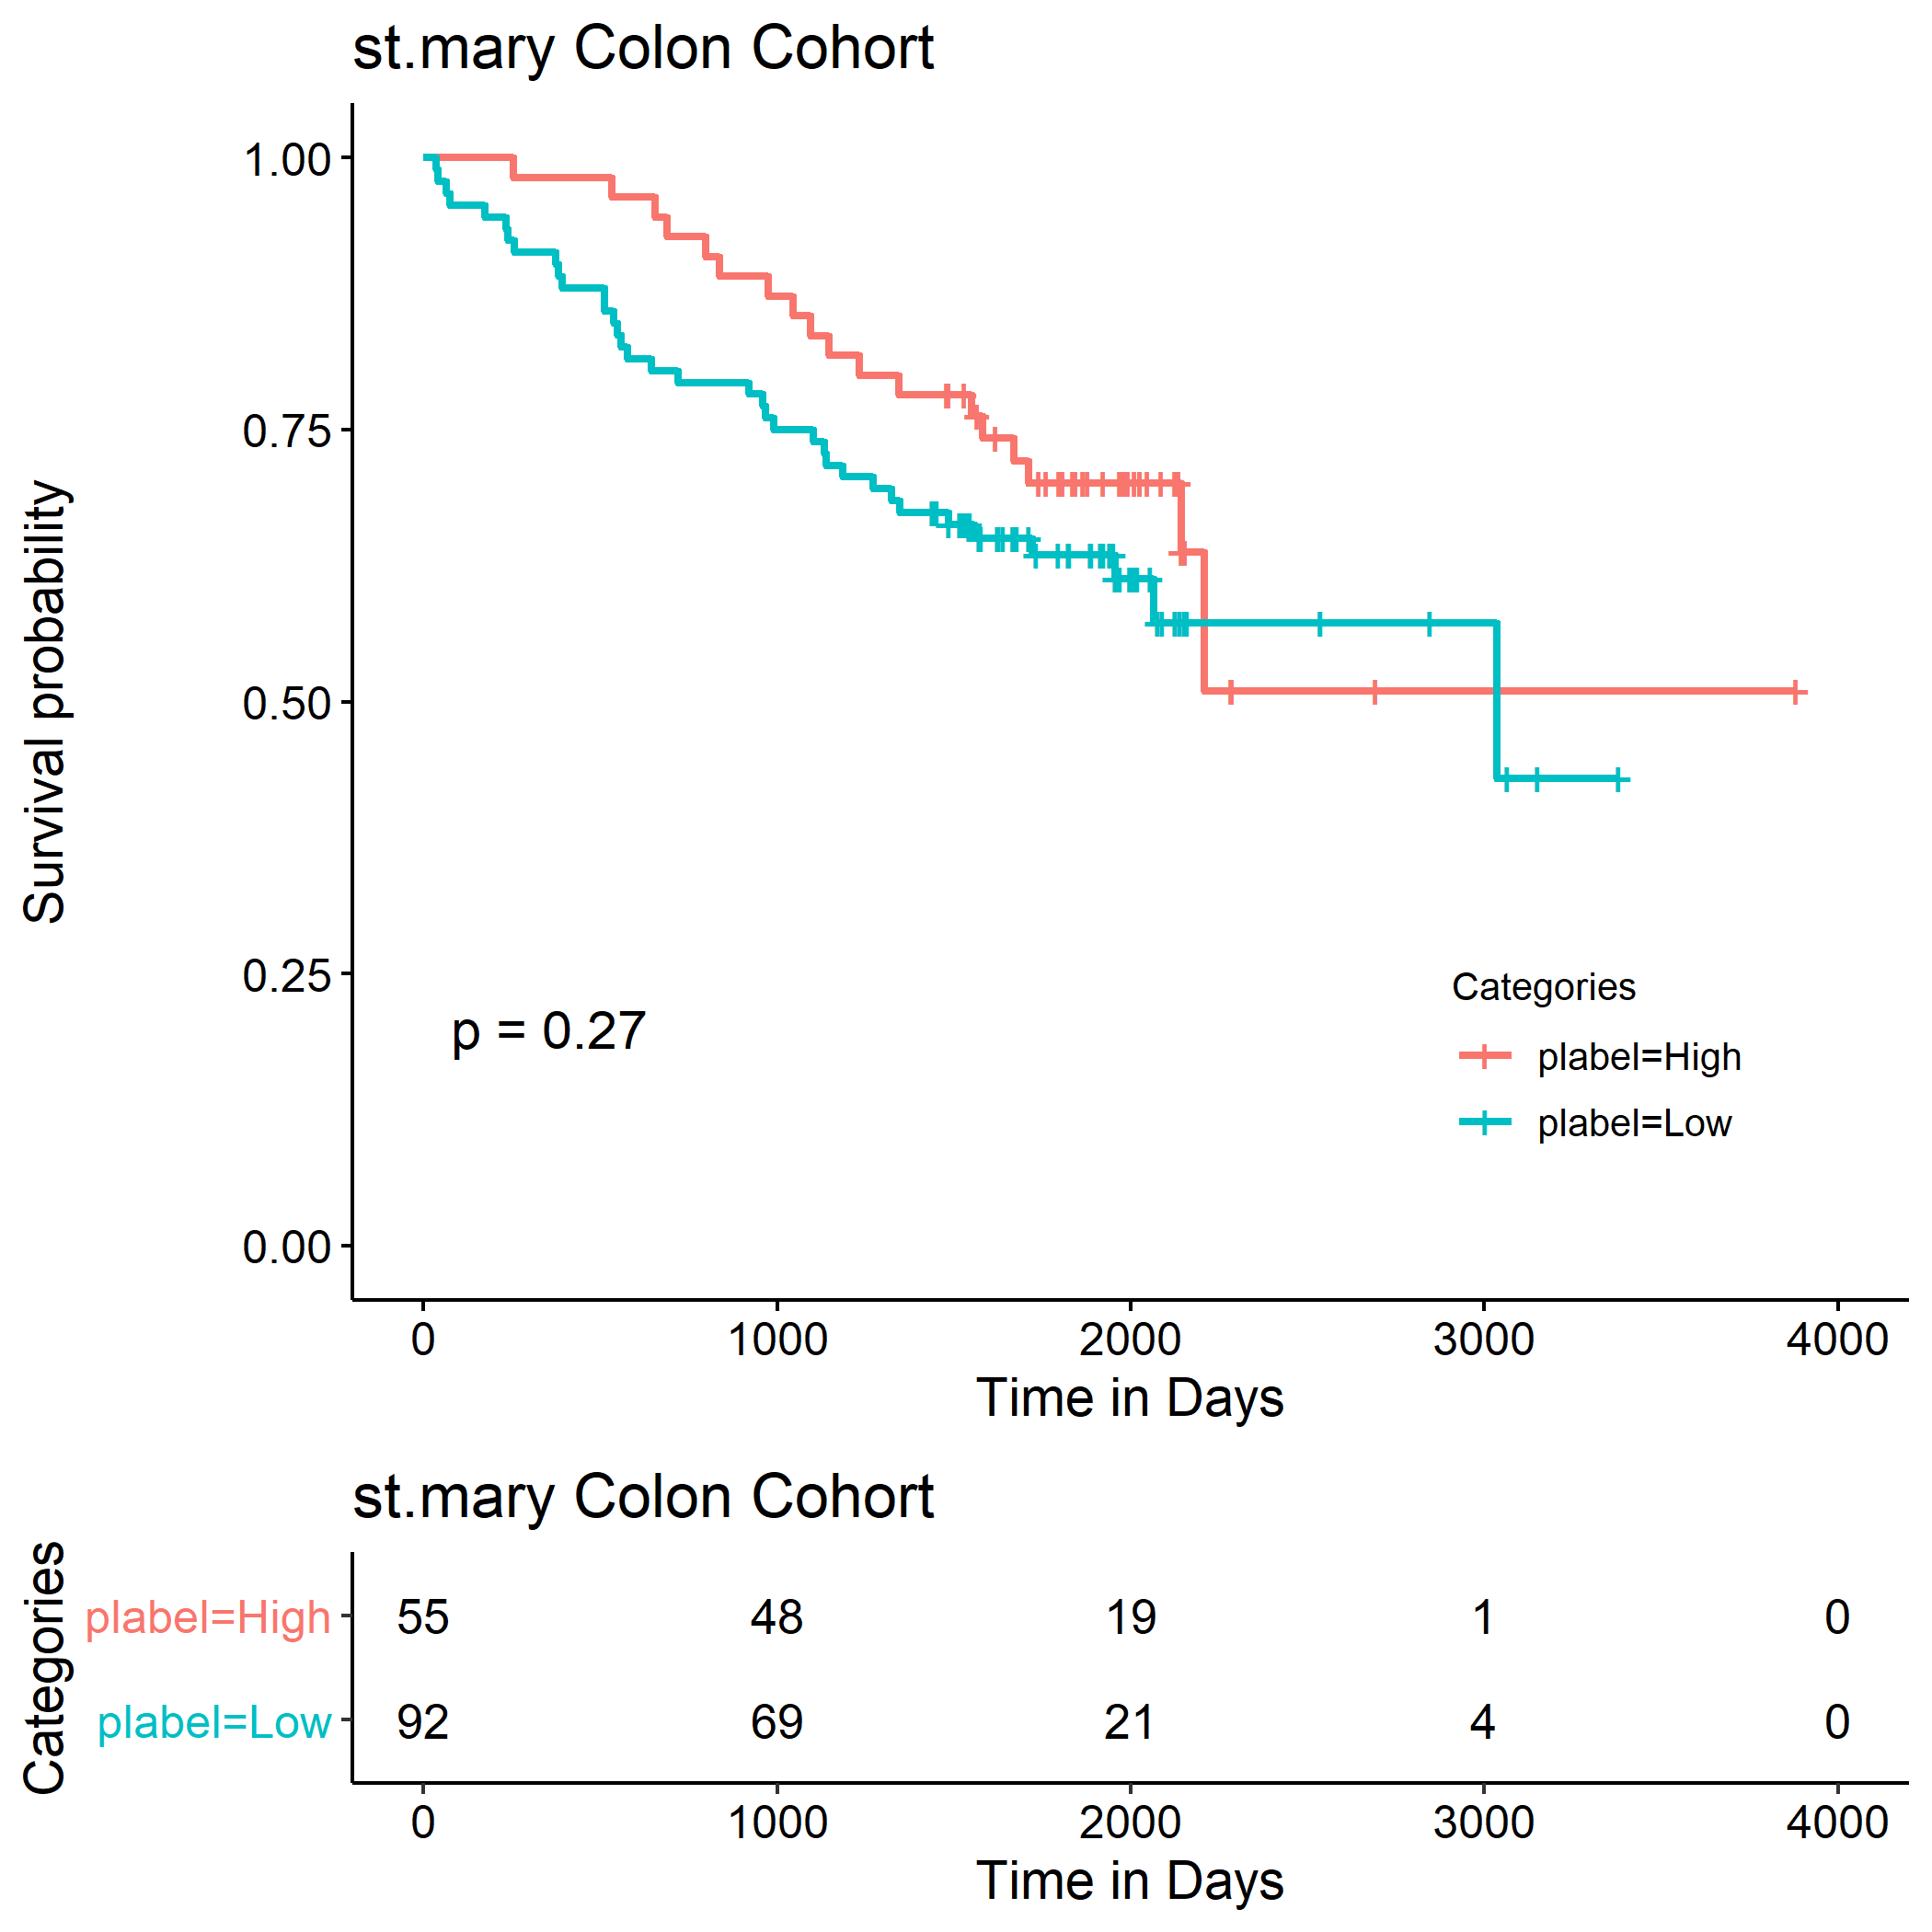 st.mary Colon Cohort
Survival probability
1.00
0.75
0.50
0.25
0.00
p = 0.27
Categories
plabel=High
plabel=Low
0 1000 2000 3000 4000
Time in Days
st.mary Colon Cohort
Categories
plabel=High 55 48 19 1 0
plabel=Low 92 69 21 4 0
0 1000 2000 3000 4000
Time in Days